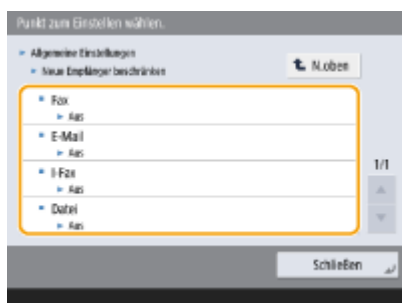 Punkt zum Einstellen wählen.
Allgemeine Einstellungen
Neue Empfänger beschränken
N.oben
Fax
Aus
E-Mail
Aus
I-Fax
Aus
Datei
Aus
1/1
Schließen